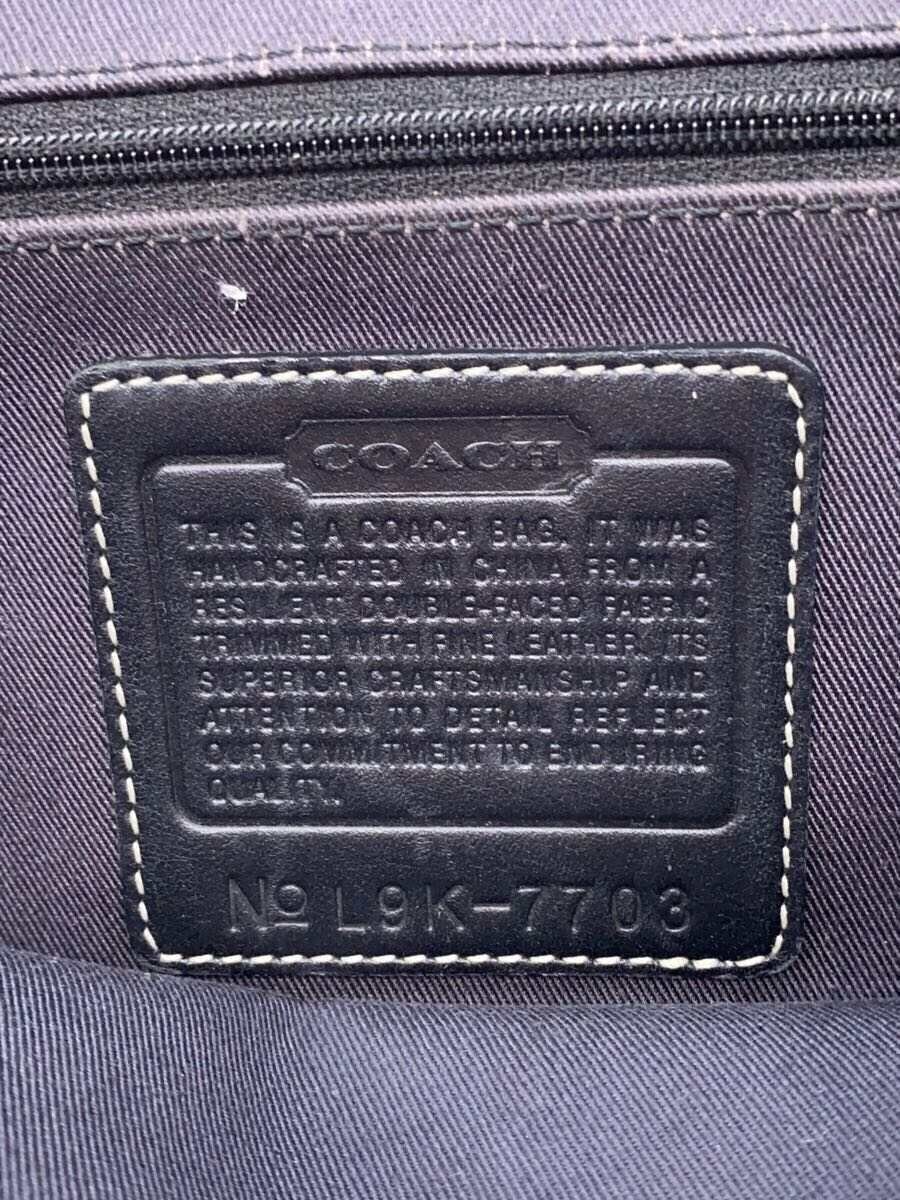 COACH
THIS IS A COACH BAG. IT WAS
HANDCRAFTED IN CHINA FROM A
RESILIENT DOUBLE-FACED FABRIC
TRIMMED WITH FINE LEATHER. ITS
SUPERIOR CRAFTSMANSHIP AND
ATTENTION TO DETAIL REFLECT
OUR COMMITMENT TO ENDURING
QUALITY.
No L9K-7703